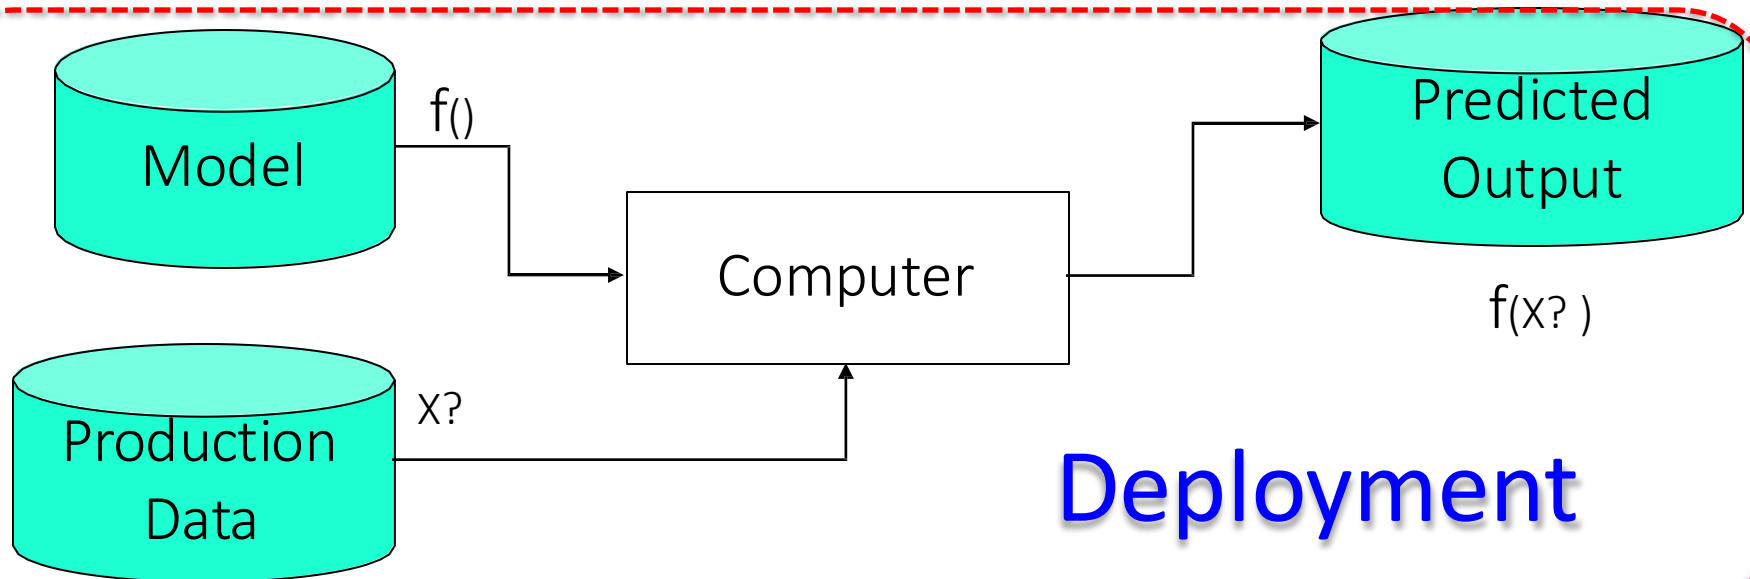 f()
Model
Predicted
Output
Computer
f(X? )
X?
Production
Data
Deployment